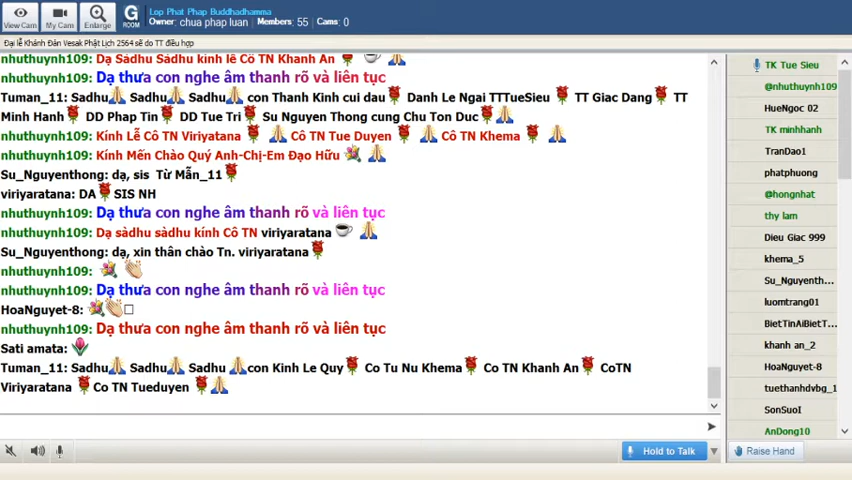 View Cam
My Cam
Enlarge
G
ROOM
Lop Phat Phap Buddhadhamma
Owner: chua phap luan Members: 55 Cams: 0
Đại lễ Khánh Đản Vesak Phật Lịch 2564 sẽ do TT điều hợp
nhuthuynh109: Dạ Sádhu Sádhu kính lễ Cô TN Khanh An
nhuthuynh109: Dạ thưa con nghe âm thanh rõ và liên tục
Tuman_11: Sadhu Sadhu Sadhu con Thanh Kinh cui dau Danh Le Ngai TTTueSieu TT Giac Dang TT
Minh Hanh DD Phap Tin DD Tue Tri Su Nguyen Thong cung Chu Ton Duc
nhuthuynh109: Kính Lễ Cô TN Viriyatana Cô TN Tue Duyen Cô TN Khema
nhuthuynh109: Kính Mến Chào Quý Anh-Chị-Em Đạo Hữu
Su_Nguyenthong: dạ, sis Từ Mẫn_11
viriyaratana: DA SIS NH
nhuthuynh109: Dạ thưa con nghe âm thanh rõ và liên tục
nhuthuynh109: Dạ sàdhu sàdhu kính Cô TN viriyaratana
Su_Nguyenthong: dạ, xin thân chào Tn. viriyaratana
nhuthuynh109:
nhuthuynh109: Dạ thưa con nghe âm thanh rõ và liên tục
HoaNguyet-8:
nhuthuynh109: Dạ thưa con nghe âm thanh rõ và liên tục
Sati amata:
Tuman_11: Sadhu Sadhu Sadhu con Kinh Le Quy Co Tu Nu Khema Co TN Khanh An CoTN
Viriyaratana Co TN Tueduyen
Hold to Talk
TK Tue Sieu
@nhuthuynh109
HueNgoc 02
TK minhhanh
TranDao1
phatphuong
@hongnhat
thy lam
Dieu Giac 999
khema_5
Su_Nguyenth...
luomtrang01
BietTinAiBietT...
khanh an_2
HoaNguyet-8
tuethanhdvbg_1
SonSuoI
AnDong10
Raise Hand